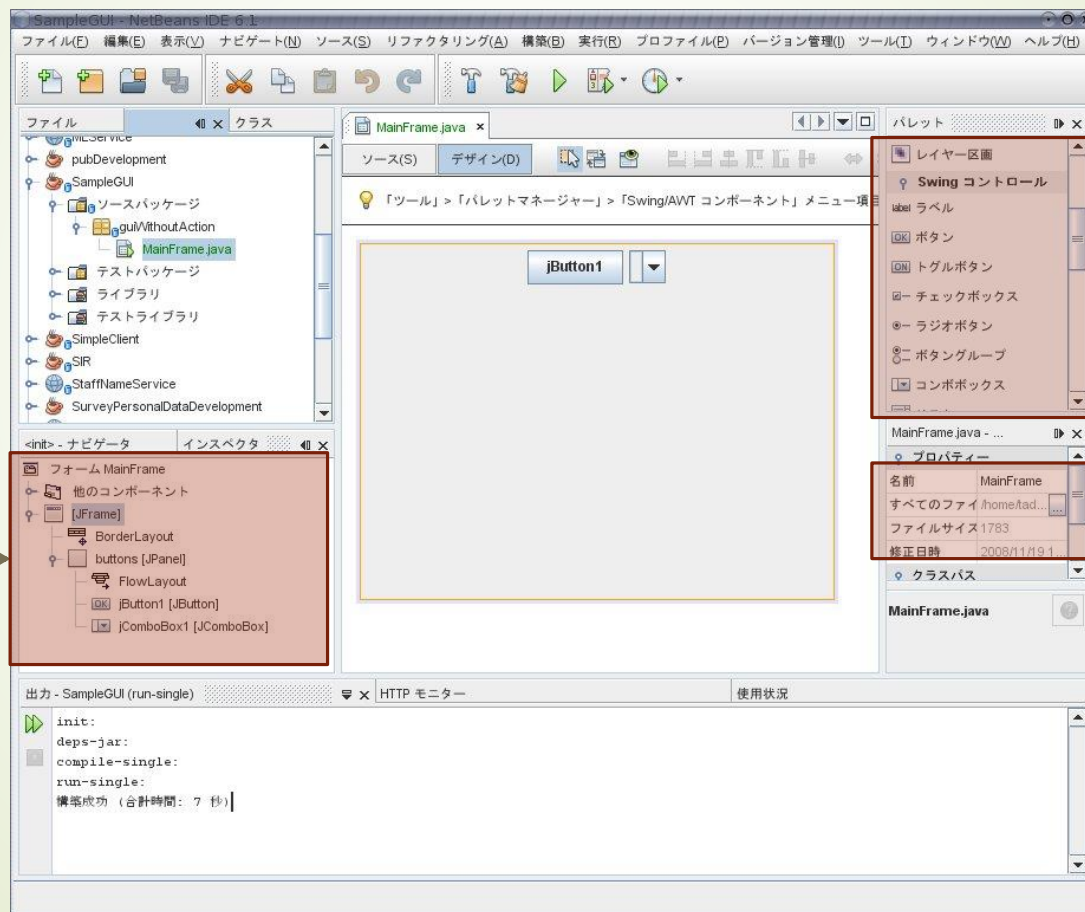 SampleGUI - NetBeans IDE 6.1
ファイル(F) 編集(E) 表示(V) ナビゲート(N) ソース(S) リファクタリング(A) 構築(B) 実行(R) プロファイル(P) バージョン管理(I) ツール(T) ウィンドウ(W) ヘルプ(H)
ファイル
クラス
pubDevelopment
SampleGUI
ソースパッケージ
guiWithoutAction
MainFrame.java
テストパッケージ
ライブラリ
テストライブラリ
SimpleClient
SIR
StaffNameService
SurveyPersonalDataDevelopment
<init> - ナビゲータ
インスペクタ
フォーム MainFrame
他のコンポーネント
[JFrame]
BorderLayout
buttons [JPanel]
FlowLayout
jButton1 [JButton]
jComboBox1 [JComboBox]
MainFrame.java
ソース(S) デザイン(D)
「ツール」>「パレットマネージャー」>「Swing/AWT コンポーネント」メニュー項
jButton1
パレット
レイヤー区画
Swing コントロール
label ラベル
OK ボタン
ON トグルボタン
チェックボックス
ラジオボタン
ボタングループ
コンボボックス
MainFrame.java - ...
プロパティー
名前 MainFrame
すべてのファイ /home/tad... ...
ファイルサイズ 1783
修正日時 2008/11/19 1...
クラスパス
MainFrame.java
出力 - SampleGUI (run-single)
HTTP モニター
使用状況
init:
deps-jar:
compile-single:
run-single:
構築成功 (合計時間: 7 秒)